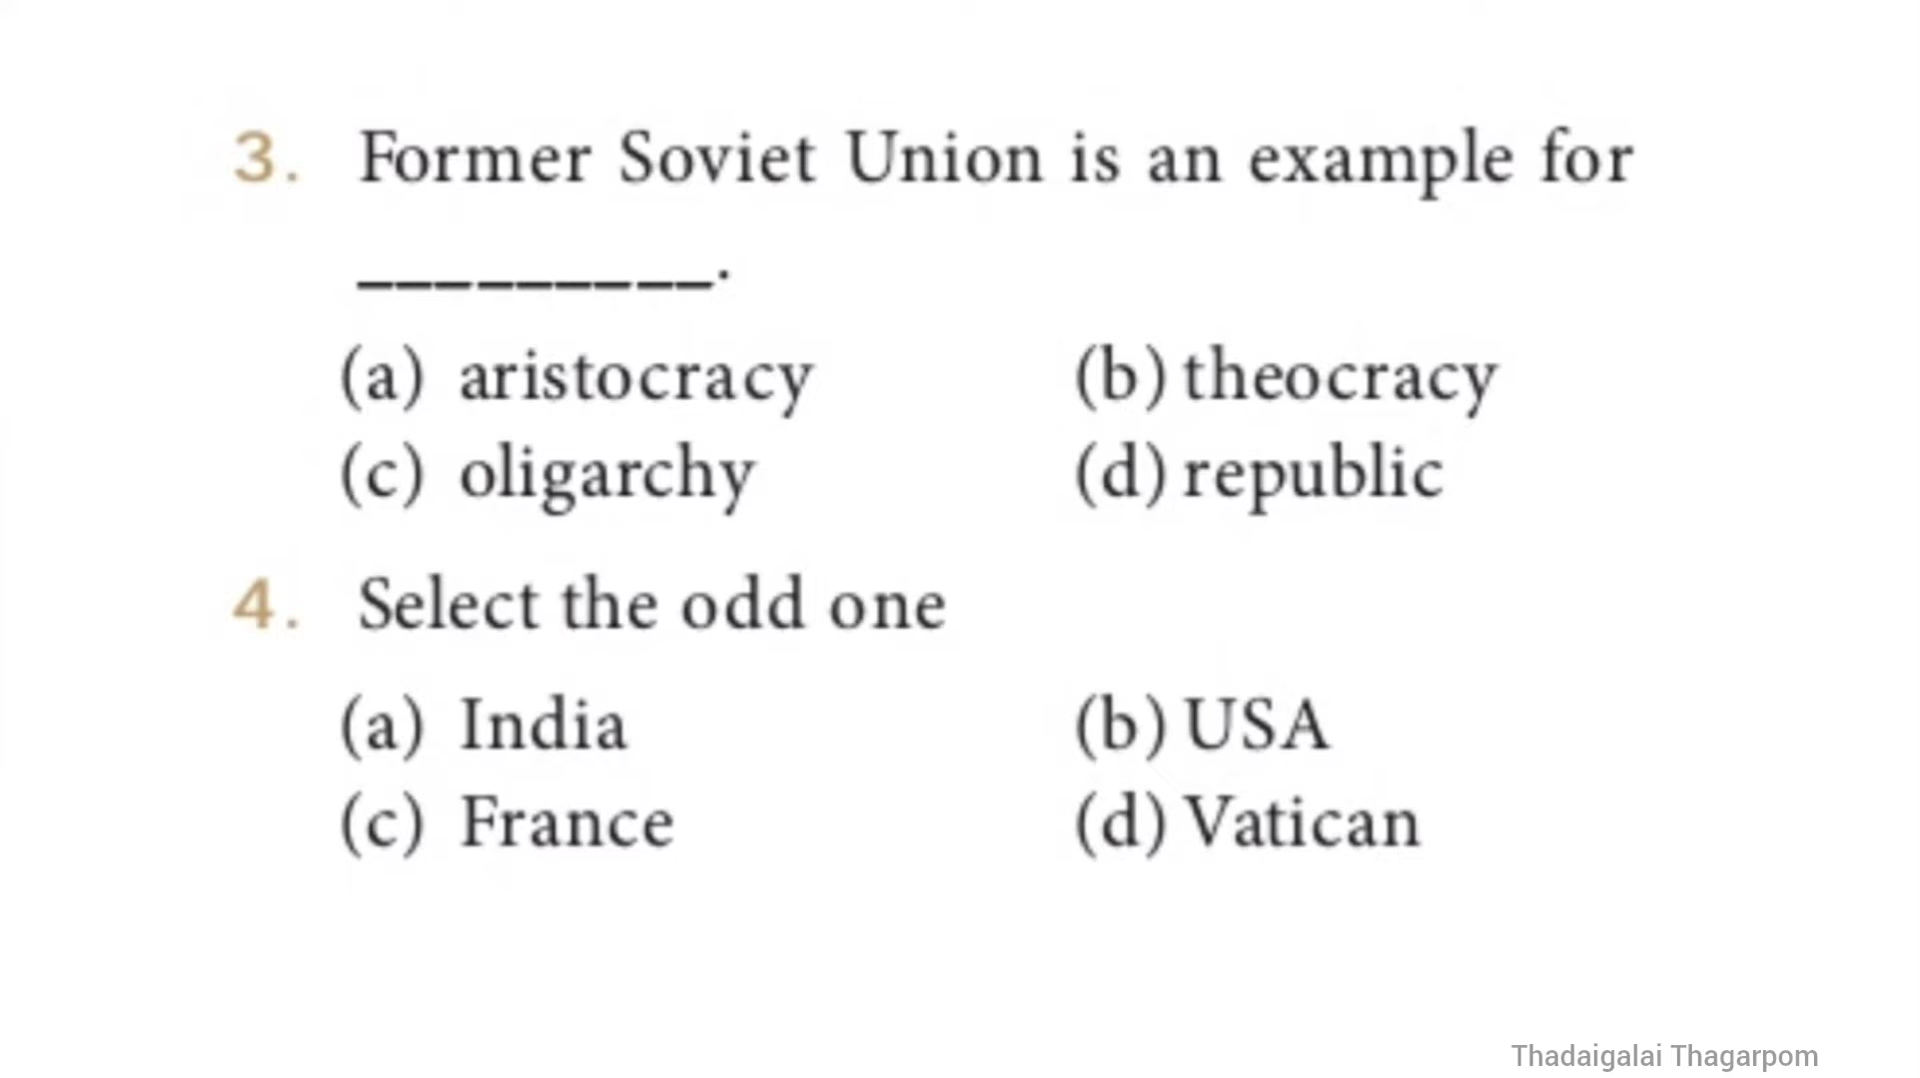 3. Former Soviet Union is an example for
_________.
(a) aristocracy (b) theocracy
(c) oligarchy (d) republic
4. Select the odd one
(a) India (b) USA
(c) France (d) Vatican
Thadaigalai Thagarpom